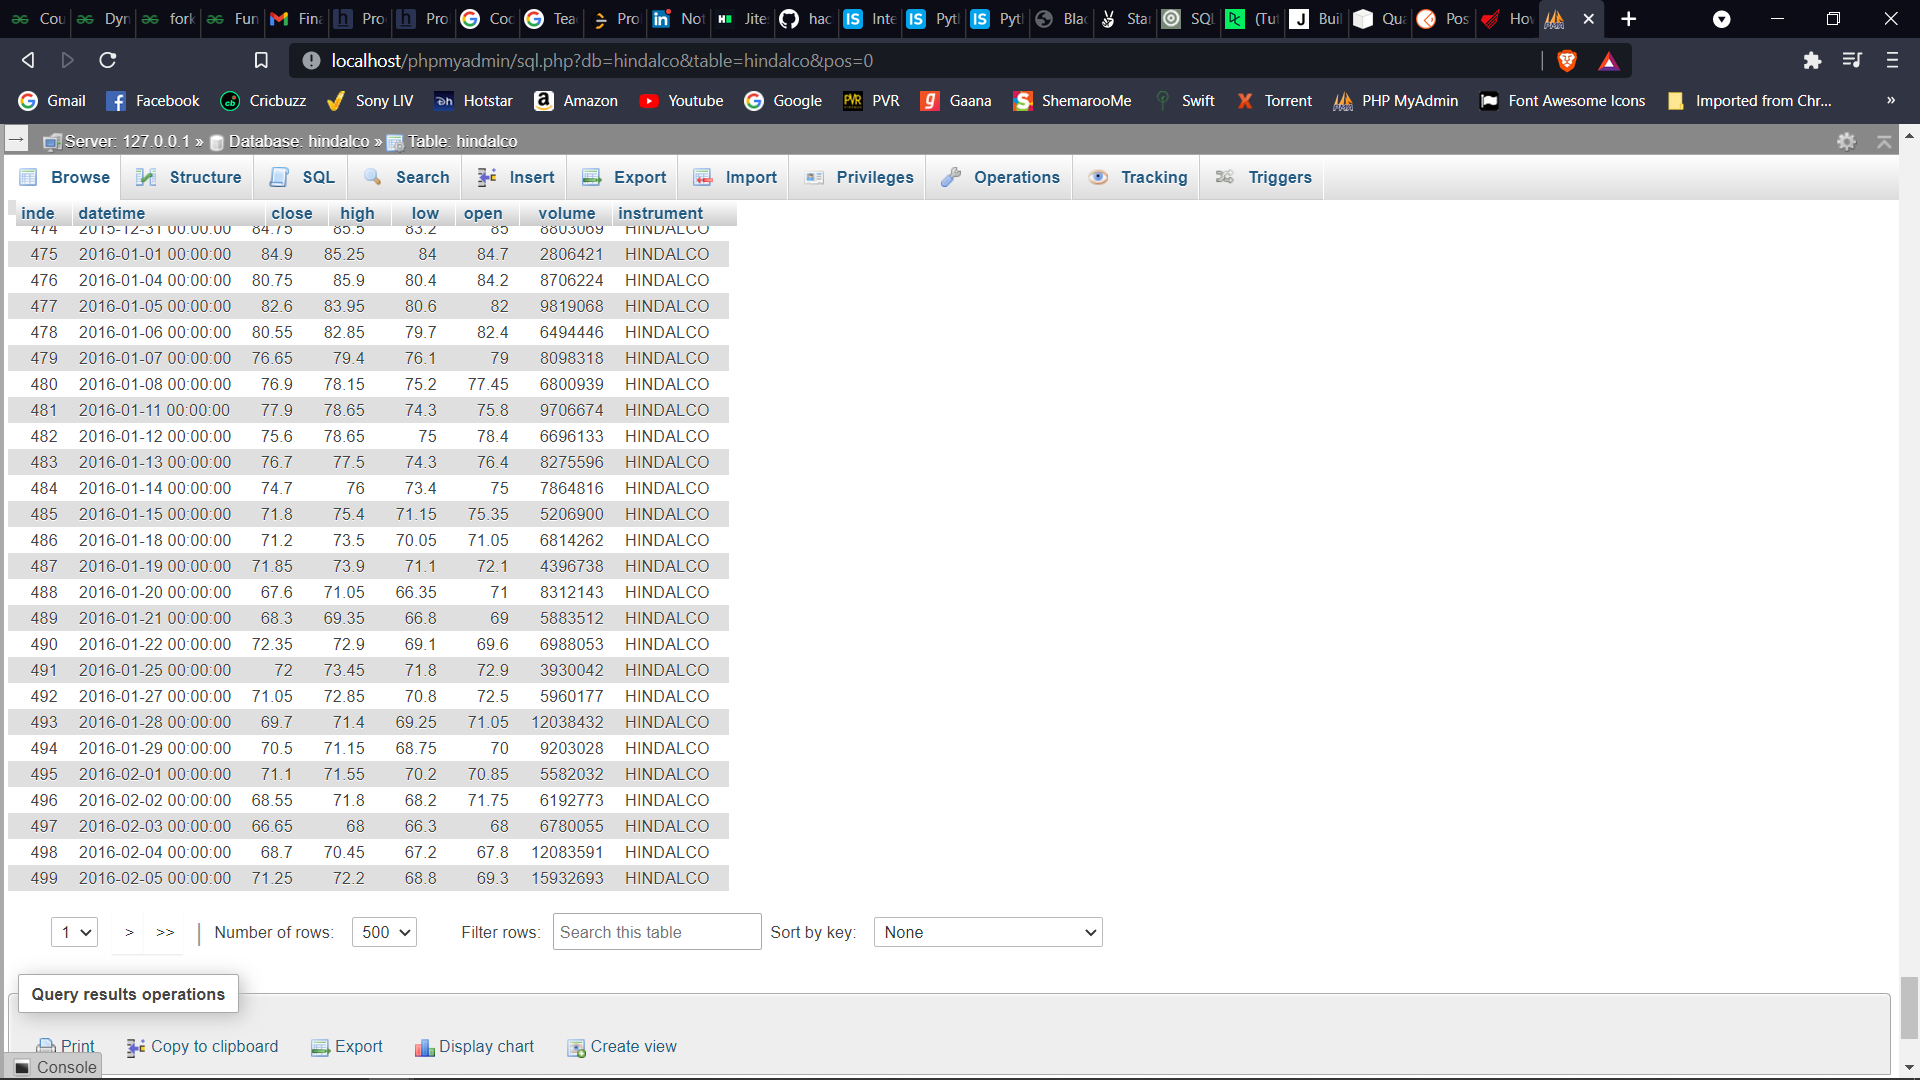 Cou Dyn fork Fun Fina Pro Pro Coc Tea Pro Not Jite hac Inte Pyt Pyt Blac Star SQL (Tut Buil Qua Pos How
localhost/phpmyadmin/sql.php?db=hindalco&table=hindalco&pos=0
Gmail Facebook Cricbuzz Sony LIV Hotstar Amazon Youtube Google PVR Gaana ShemarooMe Swift Torrent PHP MyAdmin Font Awesome Icons Imported from Chr... »
Server: 127.0.0.1 » Database: hindalco » Table: hindalco
Browse Structure SQL Search Insert Export Import Privileges Operations Tracking Triggers
inde datetime close high low open volume instrument
474 2015-12-31 00:00:00 84.75 85.5 83.2 85 8803069 HINDALCO
475 2016-01-01 00:00:00 84.9 85.25 84 84.7 2806421 HINDALCO
476 2016-01-04 00:00:00 80.75 85.9 80.4 84.2 8706224 HINDALCO
477 2016-01-05 00:00:00 82.6 83.95 80.6 82 9819068 HINDALCO
478 2016-01-06 00:00:00 80.55 82.85 79.7 82.4 6494446 HINDALCO
479 2016-01-07 00:00:00 76.65 79.4 76.1 79 8098318 HINDALCO
480 2016-01-08 00:00:00 76.9 78.15 75.2 77.45 6800939 HINDALCO
481 2016-01-11 00:00:00 77.9 78.65 74.3 75.8 9706674 HINDALCO
482 2016-01-12 00:00:00 75.6 78.65 75 78.4 6696133 HINDALCO
483 2016-01-13 00:00:00 76.7 77.5 74.3 76.4 8275596 HINDALCO
484 2016-01-14 00:00:00 74.7 76 73.4 75 7864816 HINDALCO
485 2016-01-15 00:00:00 71.8 75.4 71.15 75.35 5206900 HINDALCO
486 2016-01-18 00:00:00 71.2 73.5 70.05 71.05 6814262 HINDALCO
487 2016-01-19 00:00:00 71.85 73.9 71.1 72.1 4396738 HINDALCO
488 2016-01-20 00:00:00 67.6 71.05 66.35 71 8312143 HINDALCO
489 2016-01-21 00:00:00 68.3 69.35 66.8 69 5883512 HINDALCO
490 2016-01-22 00:00:00 72.35 72.9 69.1 69.6 6988053 HINDALCO
491 2016-01-25 00:00:00 72 73.45 71.8 72.9 3930042 HINDALCO
492 2016-01-27 00:00:00 71.05 72.85 70.8 72.5 5960177 HINDALCO
493 2016-01-28 00:00:00 69.7 71.4 69.25 71.05 12038432 HINDALCO
494 2016-01-29 00:00:00 70.5 71.15 68.75 70 9203028 HINDALCO
495 2016-02-01 00:00:00 71.1 71.55 70.2 70.85 5582032 HINDALCO
496 2016-02-02 00:00:00 68.55 71.8 68.2 71.75 6192773 HINDALCO
497 2016-02-03 00:00:00 66.65 68 66.3 68 6780055 HINDALCO
498 2016-02-04 00:00:00 68.7 70.45 67.2 67.8 12083591 HINDALCO
499 2016-02-05 00:00:00 71.25 72.2 68.8 69.3 15932693 HINDALCO
1 > >> | Number of rows: 500 Filter rows: Search this table Sort by key: None
Query results operations
Print Copy to clipboard Export Display chart Create view
Console